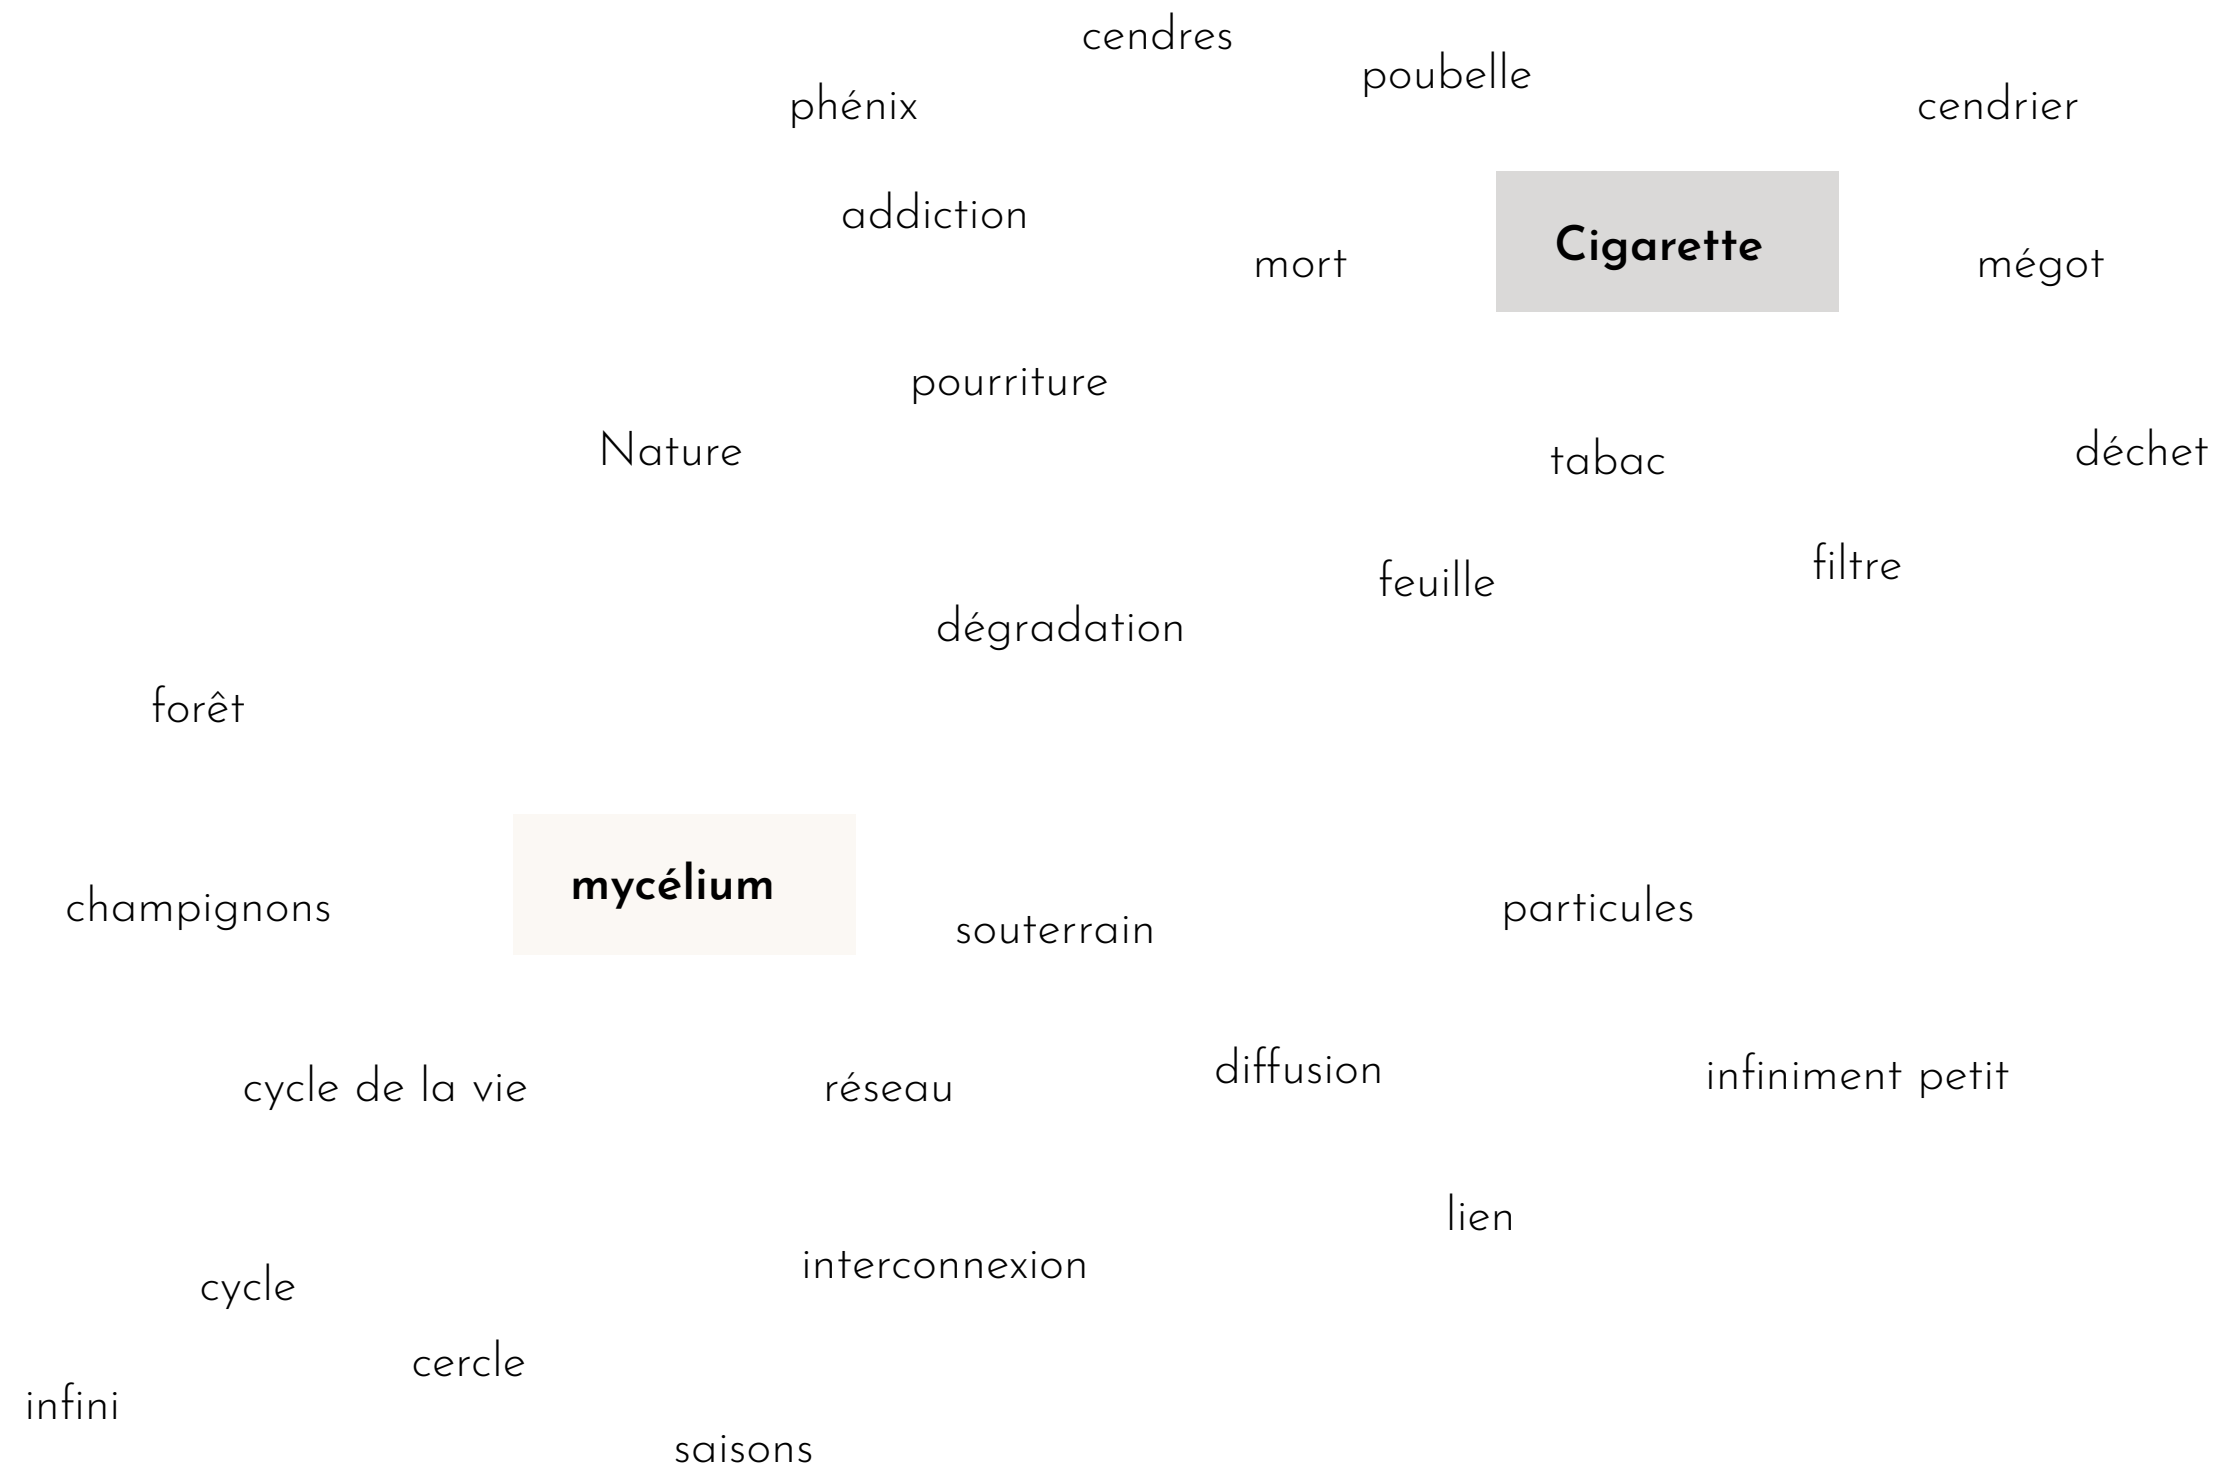 cendres
poubelle
phénix
cendrier
addiction
Cigarette
mort
mégot
pourriture
Nature
tabac
déchet
filtre
feuille
dégradation
forêt
mycélium
champignons
particules
souterrain
diffusion
infiniment petit
cycle de la vie
réseau
lien
interconnexion
cycle
cercle
infini
saisons